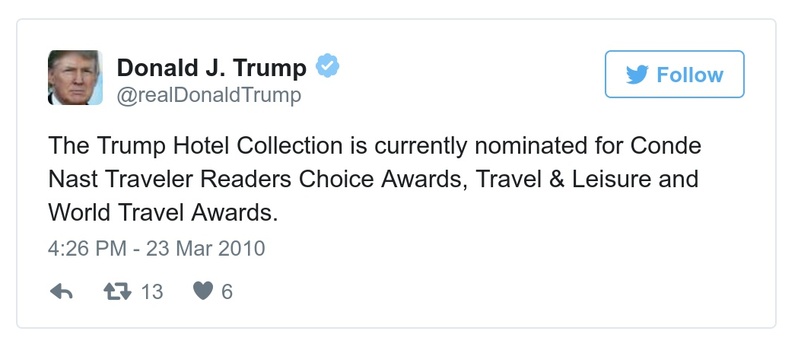 Donald J. Trump
@realDonaldTrump
Follow
The Trump Hotel Collection is currently nominated for Conde
Nast Traveler Readers Choice Awards, Travel & Leisure and
World Travel Awards.
4:26 PM - 23 Mar 2010
13 6